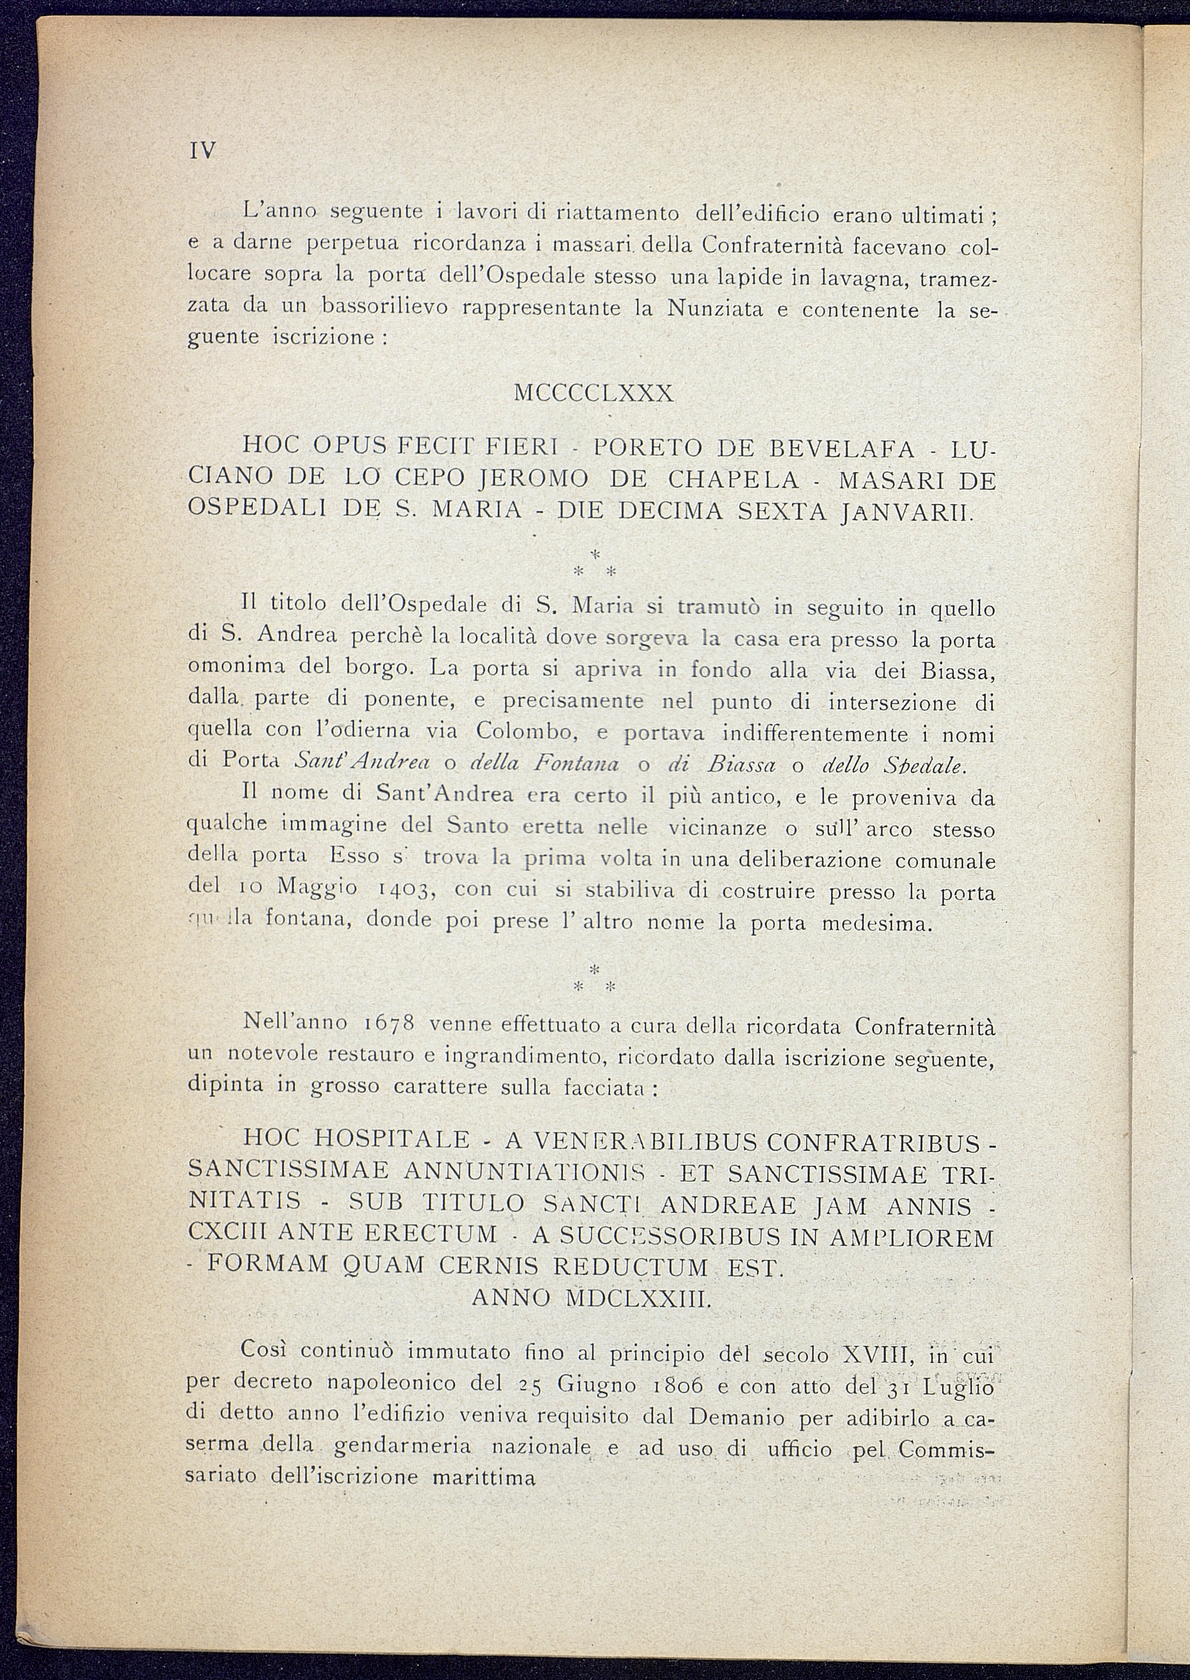 IV
L'anno seguente i lavori di riattamento dell'edificio erano ultimati ;
e a darne perpetua ricordanza i massari della Confraternità facevano col-
locare sopra la porta dell'Ospedale stesso una lapide in lavagna, tramez-
zata da un bassorilievo rappresentante la Nunziata e contenente la se-
guente iscrizione :
MCCCCLXXX
HOC OPUS FECIT FIERI - PORETO DE BEVELAFA - LU-
CIANO DE LO CEPO JEROMO DE CHAPELA - MASARI DE
OSPEDALI DE S. MARIA - DIE DECIMA SEXTA JANVARII.
*
* *
Il titolo dell'Ospedale di S. Maria si tramutò in seguito in quello
di S. Andrea perchè la località dove sorgeva la casa era presso la porta
omonima del borgo. La porta si apriva in fondo alla via dei Biassa,
dalla parte di ponente, e precisamente nel punto di intersezione di
quella con l'odierna via Colombo, e portava indifferentemente i nomi
di Porta Sant'Andrea o della Fontana o di Biassa o dello Spedale.
Il nome di Sant'Andrea era certo il più antico, e le proveniva da
qualche immagine del Santo eretta nelle vicinanze o sull' arco stesso
della porta Esso s trova la prima volta in una deliberazione comunale
del 10 Maggio 1403, con cui si stabiliva di costruire presso la porta
quella fontana, donde poi prese l' altro nome la porta medesima.
*
* *
Nell'anno 1678 venne effettuato a cura della ricordata Confraternità
un notevole restauro e ingrandimento, ricordato dalla iscrizione seguente,
dipinta in grosso carattere sulla facciata :
HOC HOSPITALE - A VENERABILIBUS CONFRATRIBUS -
SANCTISSIMAE ANNUNTIATIONIS - ET SANCTISSIMAE TRI-
NITATIS - SUB TITULO SANCTI ANDREAE JAM ANNIS -
CXCIII ANTE ERECTUM - A SUCCESSORIBUS IN AMPLIOREM
- FORMAM QUAM CERNIS REDUCTUM EST.
ANNO MDCLXXIII.
Così continuò immutato fino al principio del secolo XVIII, in cui
per decreto napoleonico del 25 Giugno 1806 e con atto del 31 Luglio
di detto anno l'edifizio veniva requisito dal Demanio per adibirlo a ca-
serma della gendarmeria nazionale e ad uso di ufficio pel Commis-
sariato dell'iscrizione marittima